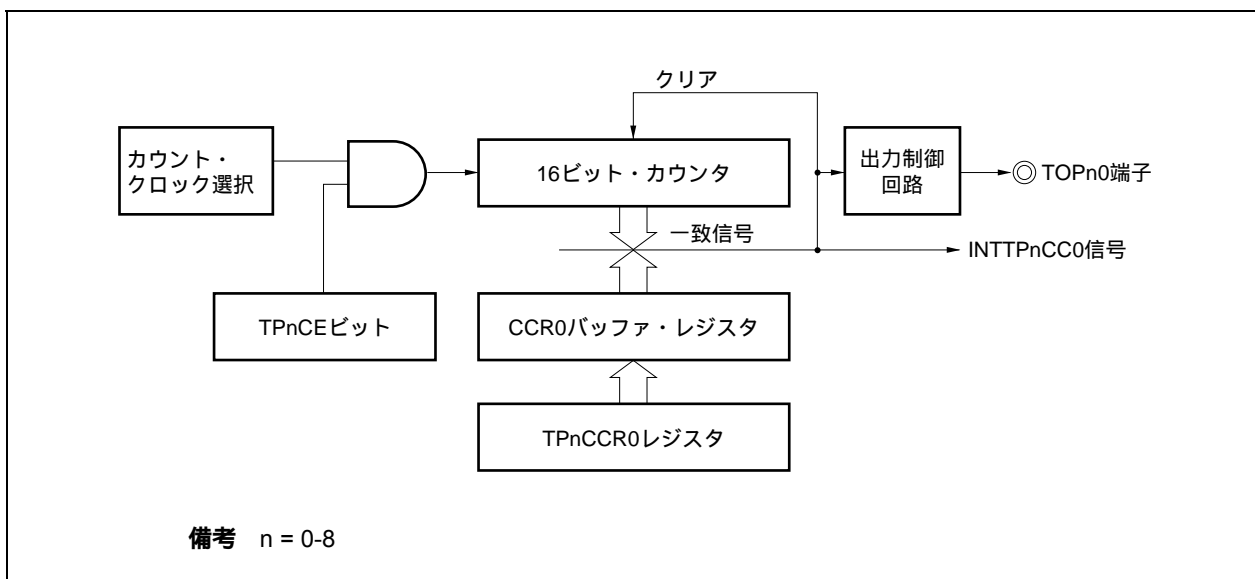 クリア
カウント・
クロック選択
16ビット・カウンタ
出力制御
回路
TOPn0端子
一致信号
INTTPnCC0信号
TPnCEビット
CCR0バッファ・レジスタ
TPnCCR0レジスタ
備考 n = 0-8